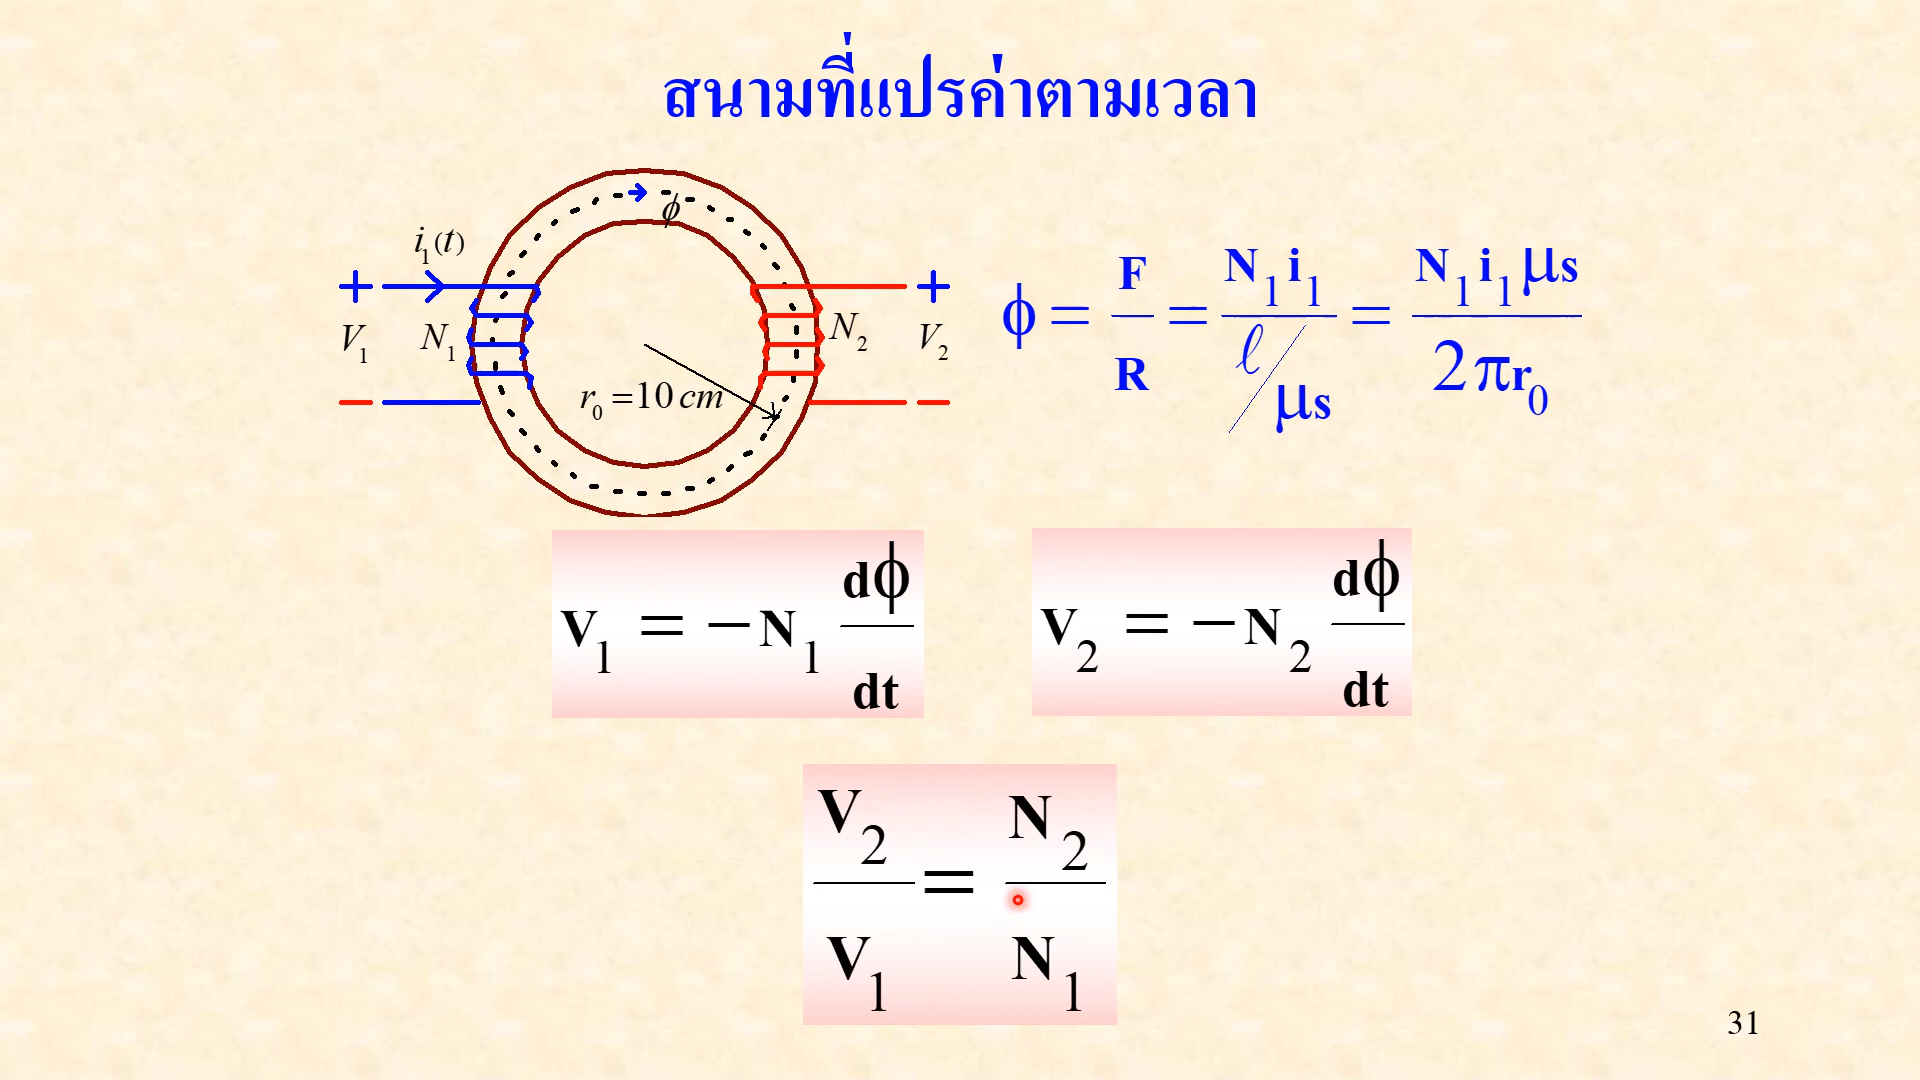 สนามที่แปรค่าตามเวลา
ϕ
i₁(t)
+ +
V₁ N₁ N₂ V₂
r₀ = 10 cm
− −
ϕ = F/R = N₁i₁ / (ℓ/μs) = N₁i₁μs / 2πr₀
V₁ = −N₁ dϕ/dt
V₂ = −N₂ dϕ/dt
V₂/V₁ = N₂/N₁
31